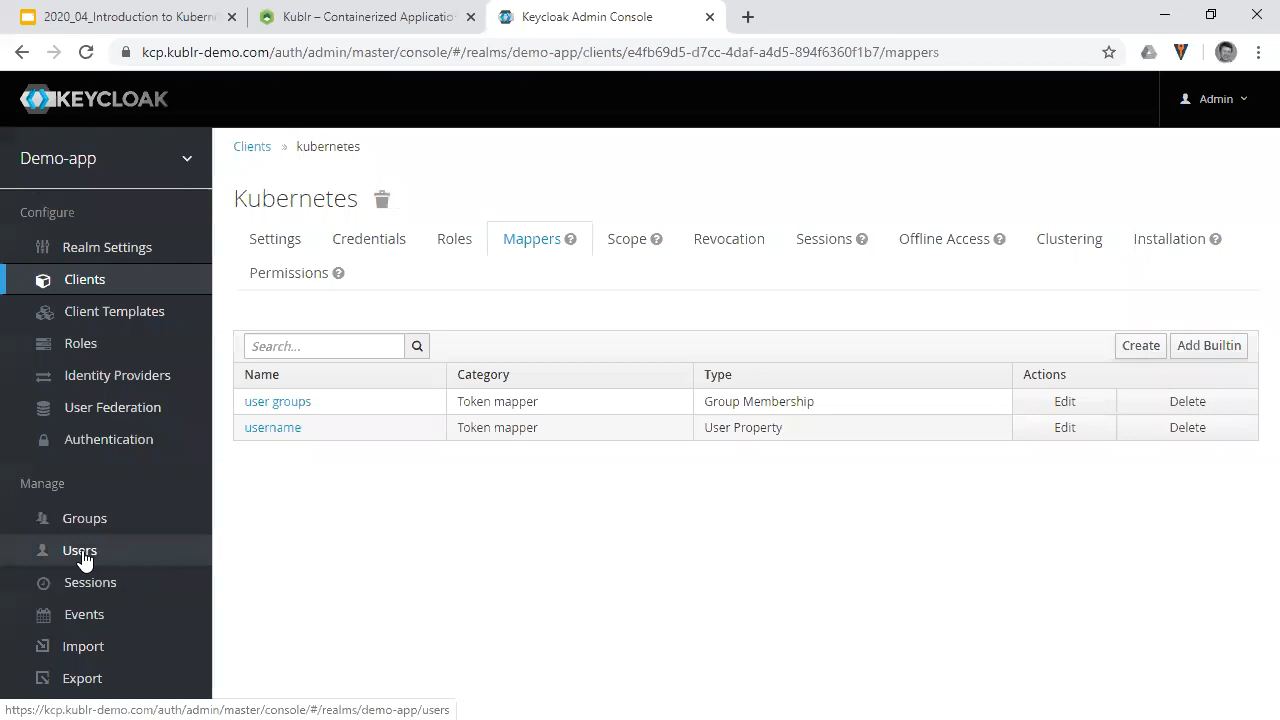 2020_04_Introduction to Kubern
Kublr – Containerized Applicatio
Keycloak Admin Console
kcp.kublr-demo.com/auth/admin/master/console/#/realms/demo-app/clients/e4fb69d5-d7cc-4daf-a4d5-894f6360f1b7/mappers
KEYCLOAK
Admin
Demo-app
Configure
Realm Settings
Clients
Client Templates
Roles
Identity Providers
User Federation
Authentication
Manage
Groups
Users
Sessions
Events
Import
Export
Clients » kubernetes
Kubernetes
Settings Credentials Roles Mappers Scope Revocation Sessions Offline Access Clustering Installation
Permissions
Search... Create Add Builtin
Name Category Type Actions
user groups Token mapper Group Membership Edit Delete
username Token mapper User Property Edit Delete
https://kcp.kublr-demo.com/auth/admin/master/console/#/realms/demo-app/users